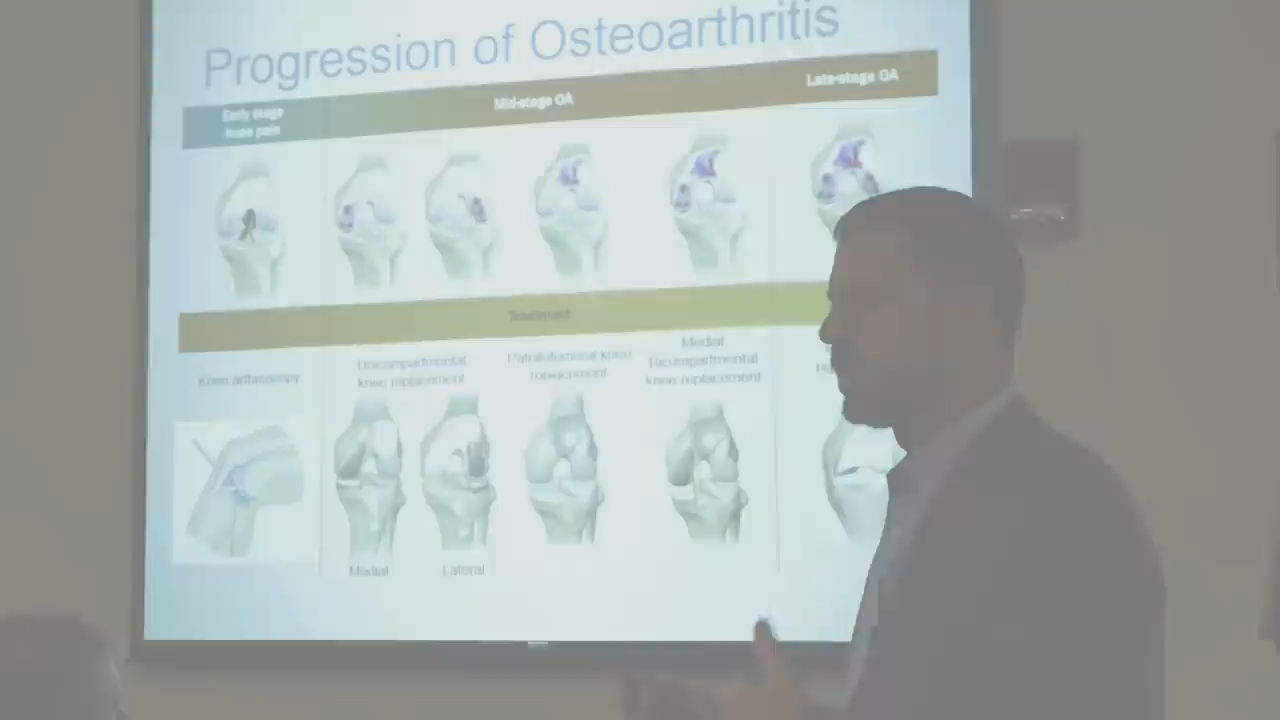 Progression of Osteoarthritis
Early stage
knee pain
Mid-stage OA
Late-stage OA
Treatment
Knee arthroscopy
Unicompartmental
knee replacement
Patellofemoral knee
replacement
Medial
Bicompartmental
knee replacement
Medial
Lateral